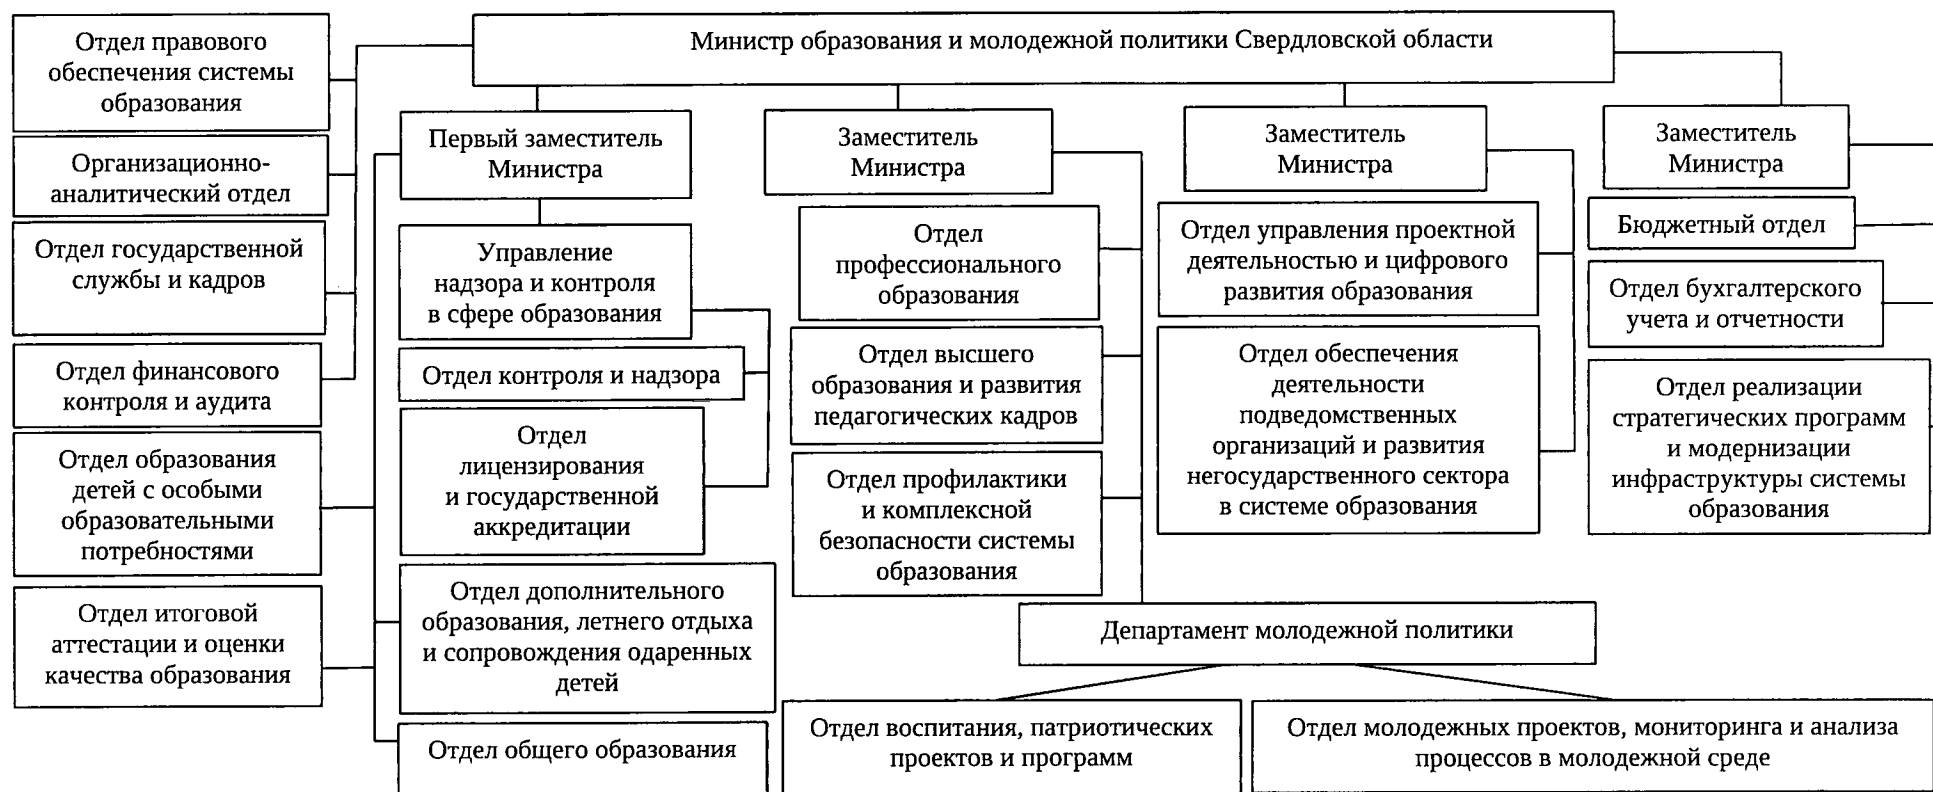 Министр образования и молодежной политики Свердловской области
Отдел правового
обеспечения системы
образования
Организационно-
аналитический отдел
Отдел государственной
службы и кадров
Отдел финансового
контроля и аудита
Отдел образования
детей с особыми
образовательными
потребностями
Отдел итоговой
аттестации и оценки
качества образования
Первый заместитель
Министра
Управление
надзора и контроля
в сфере образования
Отдел контроля и надзора
Отдел
лицензирования
и государственной
аккредитации
Отдел дополнительного
образования, летнего отдыха
и сопровождения одаренных
детей
Отдел общего образования
Заместитель
Министра
Отдел
профессионального
образования
Отдел высшего
образования и развития
педагогических кадров
Отдел профилактики
и комплексной
безопасности системы
образования
Департамент молодежной политики
Отдел воспитания, патриотических
проектов и программ
Отдел молодежных проектов, мониторинга и анализа
процессов в молодежной среде
Заместитель
Министра
Отдел управления проектной
деятельностью и цифрового
развития образования
Отдел обеспечения
деятельности
подведомственных
организаций и развития
негосударственного сектора
в системе образования
Заместитель
Министра
Бюджетный отдел
Отдел бухгалтерского
учета и отчетности
Отдел реализации
стратегических программ
и модернизации
инфраструктуры системы
образования